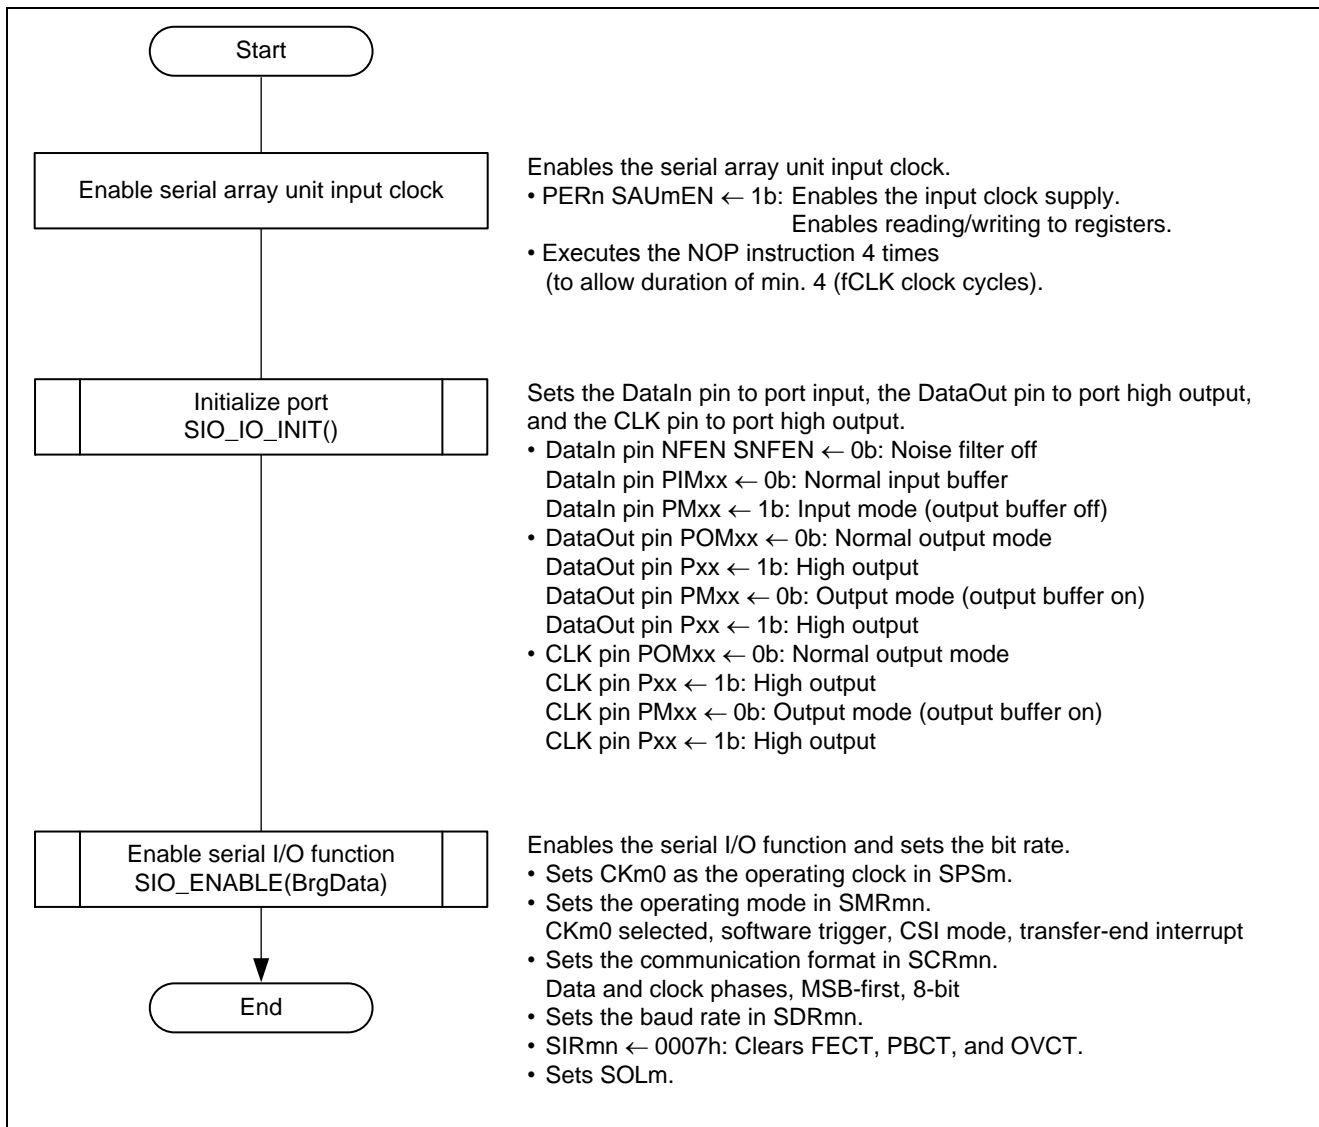 Start
Enable serial array unit input clock
Enables the serial array unit input clock.
• PERn SAUmEN ← 1b: Enables the input clock supply.
Enables reading/writing to registers.
• Executes the NOP instruction 4 times
(to allow duration of min. 4 (fCLK clock cycles).
Initialize port
SIO_IO_INIT()
Sets the DataIn pin to port input, the DataOut pin to port high output,
and the CLK pin to port high output.
• DataIn pin NFEN SNFEN ← 0b: Noise filter off
DataIn pin PIMxx ← 0b: Normal input buffer
DataIn pin PMxx ← 1b: Input mode (output buffer off)
• DataOut pin POMxx ← 0b: Normal output mode
DataOut pin Pxx ← 1b: High output
DataOut pin PMxx ← 0b: Output mode (output buffer on)
DataOut pin Pxx ← 1b: High output
• CLK pin POMxx ← 0b: Normal output mode
CLK pin Pxx ← 1b: High output
CLK pin PMxx ← 0b: Output mode (output buffer on)
CLK pin Pxx ← 1b: High output
Enable serial I/O function
SIO_ENABLE(BrgData)
Enables the serial I/O function and sets the bit rate.
• Sets CKm0 as the operating clock in SPSm.
• Sets the operating mode in SMRmn.
CKm0 selected, software trigger, CSI mode, transfer-end interrupt
• Sets the communication format in SCRmn.
Data and clock phases, MSB-first, 8-bit
• Sets the baud rate in SDRmn.
• SIRmn ← 0007h: Clears FECT, PBCT, and OVCT.
• Sets SOLm.
End